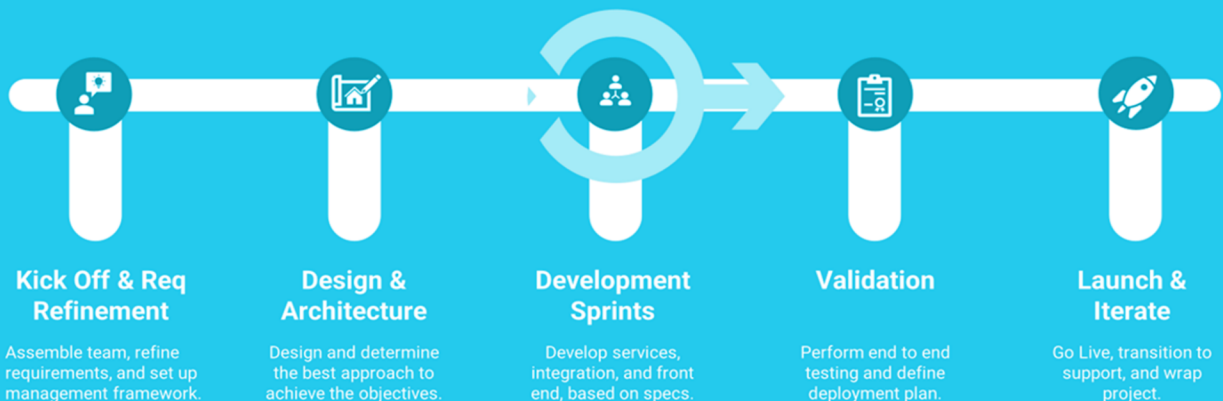 Kick Off & Req
Refinement
Assemble team, refine
requirements, and set up
management framework.
Design &
Architecture
Design and determine
the best approach to
achieve the objectives.
Development
Sprints
Develop services,
integration, and front
end, based on specs.
Validation
Perform end to end
testing and define
deployment plan.
Launch &
Iterate
Go Live, transition to
support, and wrap
project.